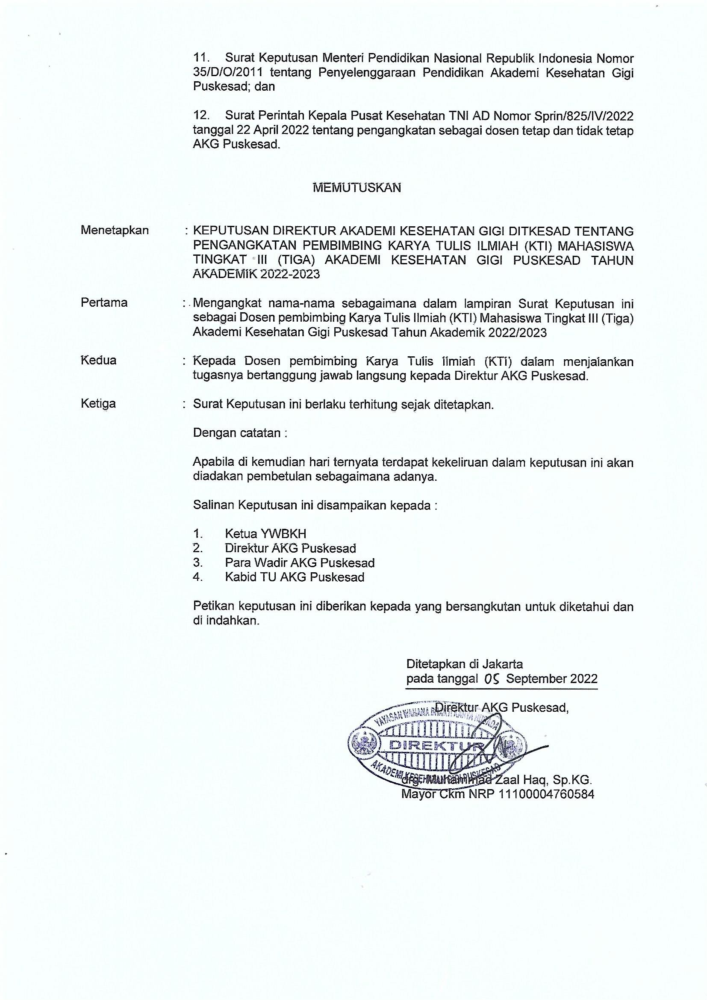 11. Surat Keputusan Menteri Pendidikan Nasional Republik Indonesia Nomor
35/D/O/2011 tentang Penyelenggaraan Pendidikan Akademi Kesehatan Gigi
Puskesad; dan
12. Surat Perintah Kepala Pusat Kesehatan TNI AD Nomor Sprin/825/IV/2022
tanggal 22 April 2022 tentang pengangkatan sebagai dosen tetap dan tidak tetap
AKG Puskesad.
MEMUTUSKAN
Menetapkan : KEPUTUSAN DIREKTUR AKADEMI KESEHATAN GIGI DITKESAD TENTANG
PENGANGKATAN PEMBIMBING KARYA TULIS ILMIAH (KTI) MAHASISWA
TINGKAT III (TIGA) AKADEMI KESEHATAN GIGI PUSKESAD TAHUN
AKADEMIK 2022-2023
Pertama : Mengangkat nama-nama sebagaimana dalam lampiran Surat Keputusan ini
sebagai Dosen pembimbing Karya Tulis Ilmiah (KTI) Mahasiswa Tingkat III (Tiga)
Akademi Kesehatan Gigi Puskesad Tahun Akademik 2022/2023
Kedua : Kepada Dosen pembimbing Karya Tulis Ilmiah (KTI) dalam menjalankan
tugasnya bertanggung jawab langsung kepada Direktur AKG Puskesad.
Ketiga : Surat Keputusan ini berlaku terhitung sejak ditetapkan.
Dengan catatan :
Apabila di kemudian hari ternyata terdapat kekeliruan dalam keputusan ini akan
diadakan pembetulan sebagaimana adanya.
Salinan Keputusan ini disampaikan kepada :
1. Ketua YWBKH
2. Direktur AKG Puskesad
3. Para Wadir AKG Puskesad
4. Kabid TU AKG Puskesad
Petikan keputusan ini diberikan kepada yang bersangkutan untuk diketahui dan
di indahkan.
Ditetapkan di Jakarta
pada tanggal 05 September 2022
Direktur AKG Puskesad,
YAYASAN WAHANA BHAKTI KARYA HUSADA
DIREKTUR
AKADEMI KESEHATAN GIGI PUSKESAD
drg. Muhammad Zaal Haq, Sp.KG.
Mayor Ckm NRP 11100004760584